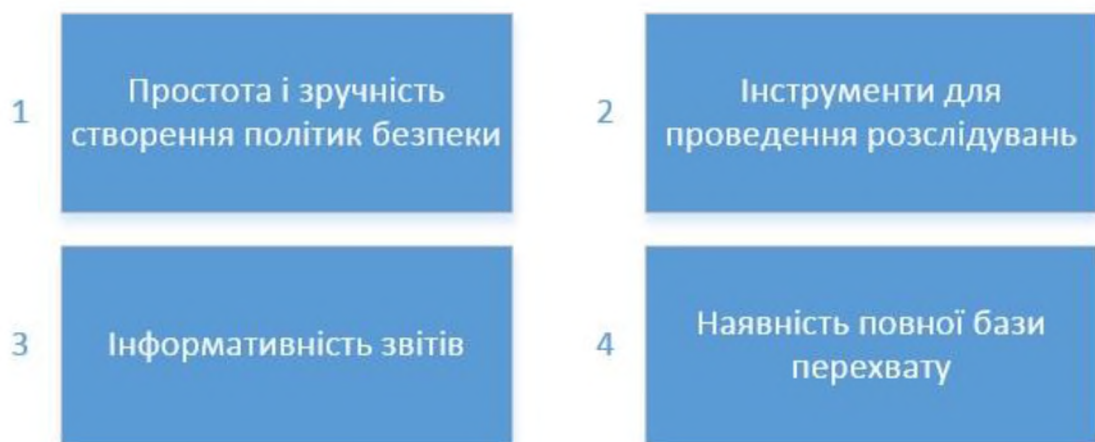 1
Простота і зручність
створення політик безпеки
2
Інструменти для
проведення розслідувань
3
Інформативність звітів
4
Наявність повної бази
перехвату